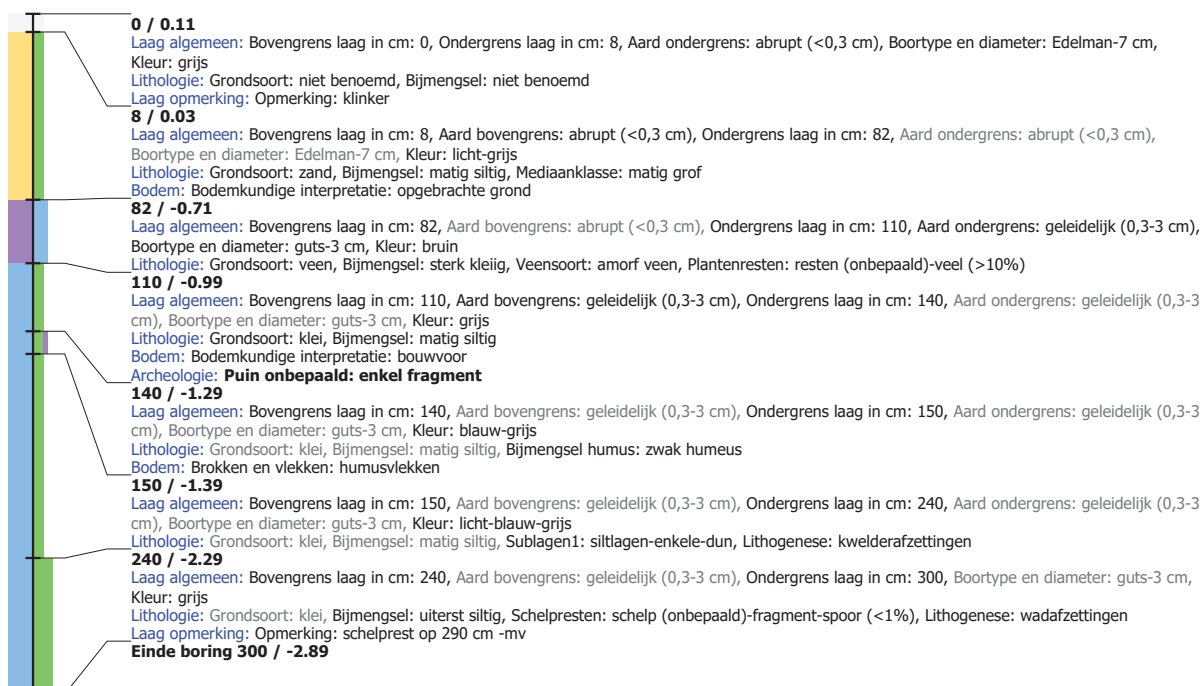 0 / 0.11
Laag algemeen: Bovengrens laag in cm: 0, Ondergrens laag in cm: 8, Aard ondergrens: abrupt (<0,3 cm), Boortype en diameter: Edelman-7 cm,
Kleur: grijs
Lithologie: Grondsoort: niet benoemd, Bijmengsel: niet benoemd
Laag opmerking: Opmerking: klinker
8 / 0.03
Laag algemeen: Bovengrens laag in cm: 8, Aard bovengrens: abrupt (<0,3 cm), Ondergrens laag in cm: 82, Aard ondergrens: abrupt (<0,3 cm),
Boortype en diameter: Edelman-7 cm, Kleur: licht-grijs
Lithologie: Grondsoort: zand, Bijmengsel: matig siltig, Mediaanklasse: matig grof
Bodem: Bodemkundige interpretatie: opgebrachte grond
82 / -0.71
Laag algemeen: Bovengrens laag in cm: 82, Aard bovengrens: abrupt (<0,3 cm), Ondergrens laag in cm: 110, Aard ondergrens: geleidelijk (0,3-3 cm),
Boortype en diameter: guts-3 cm, Kleur: bruin
Lithologie: Grondsoort: veen, Bijmengsel: sterk kleiig, Veensoort: amorf veen, Plantenresten: resten (onbepaald)-veel (>10%)
110 / -0.99
Laag algemeen: Bovengrens laag in cm: 110, Aard bovengrens: geleidelijk (0,3-3 cm), Ondergrens laag in cm: 140, Aard ondergrens: geleidelijk (0,3-3
cm), Boortype en diameter: guts-3 cm, Kleur: grijs
Lithologie: Grondsoort: klei, Bijmengsel: matig siltig
Bodem: Bodemkundige interpretatie: bouwvoor
Archeologie: Puin onbepaald: enkel fragment
140 / -1.29
Laag algemeen: Bovengrens laag in cm: 140, Aard bovengrens: geleidelijk (0,3-3 cm), Ondergrens laag in cm: 150, Aard ondergrens: geleidelijk (0,3-3
cm), Boortype en diameter: guts-3 cm, Kleur: blauw-grijs
Lithologie: Grondsoort: klei, Bijmengsel: matig siltig, Bijmengsel humus: zwak humeus
Bodem: Brokken en vlekken: humusvlekken
150 / -1.39
Laag algemeen: Bovengrens laag in cm: 150, Aard bovengrens: geleidelijk (0,3-3 cm), Ondergrens laag in cm: 240, Aard ondergrens: geleidelijk (0,3-3
cm), Boortype en diameter: guts-3 cm, Kleur: licht-blauw-grijs
Lithologie: Grondsoort: klei, Bijmengsel: matig siltig, Sublagen1: siltlagen-enkele-dun, Lithogenese: kwelderafzettingen
240 / -2.29
Laag algemeen: Bovengrens laag in cm: 240, Aard bovengrens: geleidelijk (0,3-3 cm), Ondergrens laag in cm: 300, Boortype en diameter: guts-3 cm,
Kleur: grijs
Lithologie: Grondsoort: klei, Bijmengsel: uiterst siltig, Schelpresten: schelp (onbepaald)-fragment-spoor (<1%), Lithogenese: wadafzettingen
Laag opmerking: Opmerking: schelprest op 290 cm -mv
Einde boring 300 / -2.89